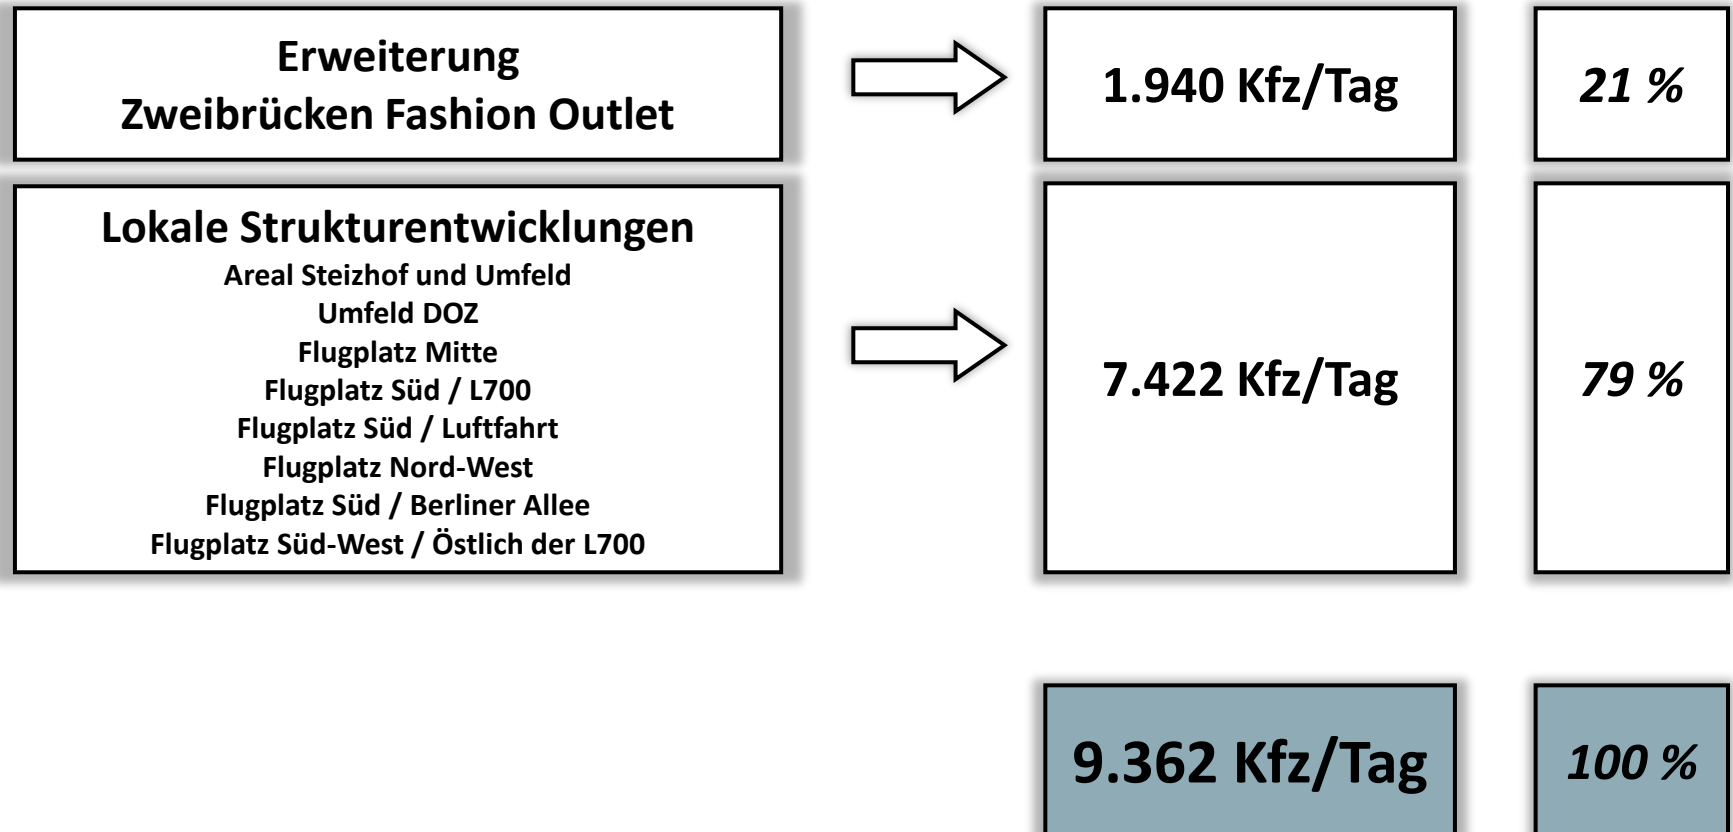 Erweiterung
Zweibrücken Fashion Outlet
1.940 Kfz/Tag
21 %
Lokale Strukturentwicklungen
Areal Steizhof und Umfeld
Umfeld DOZ
Flugplatz Mitte
Flugplatz Süd / L700
Flugplatz Süd / Luftfahrt
Flugplatz Nord-West
Flugplatz Süd / Berliner Allee
Flugplatz Süd-West / Östlich der L700
7.422 Kfz/Tag
79 %
9.362 Kfz/Tag
100 %